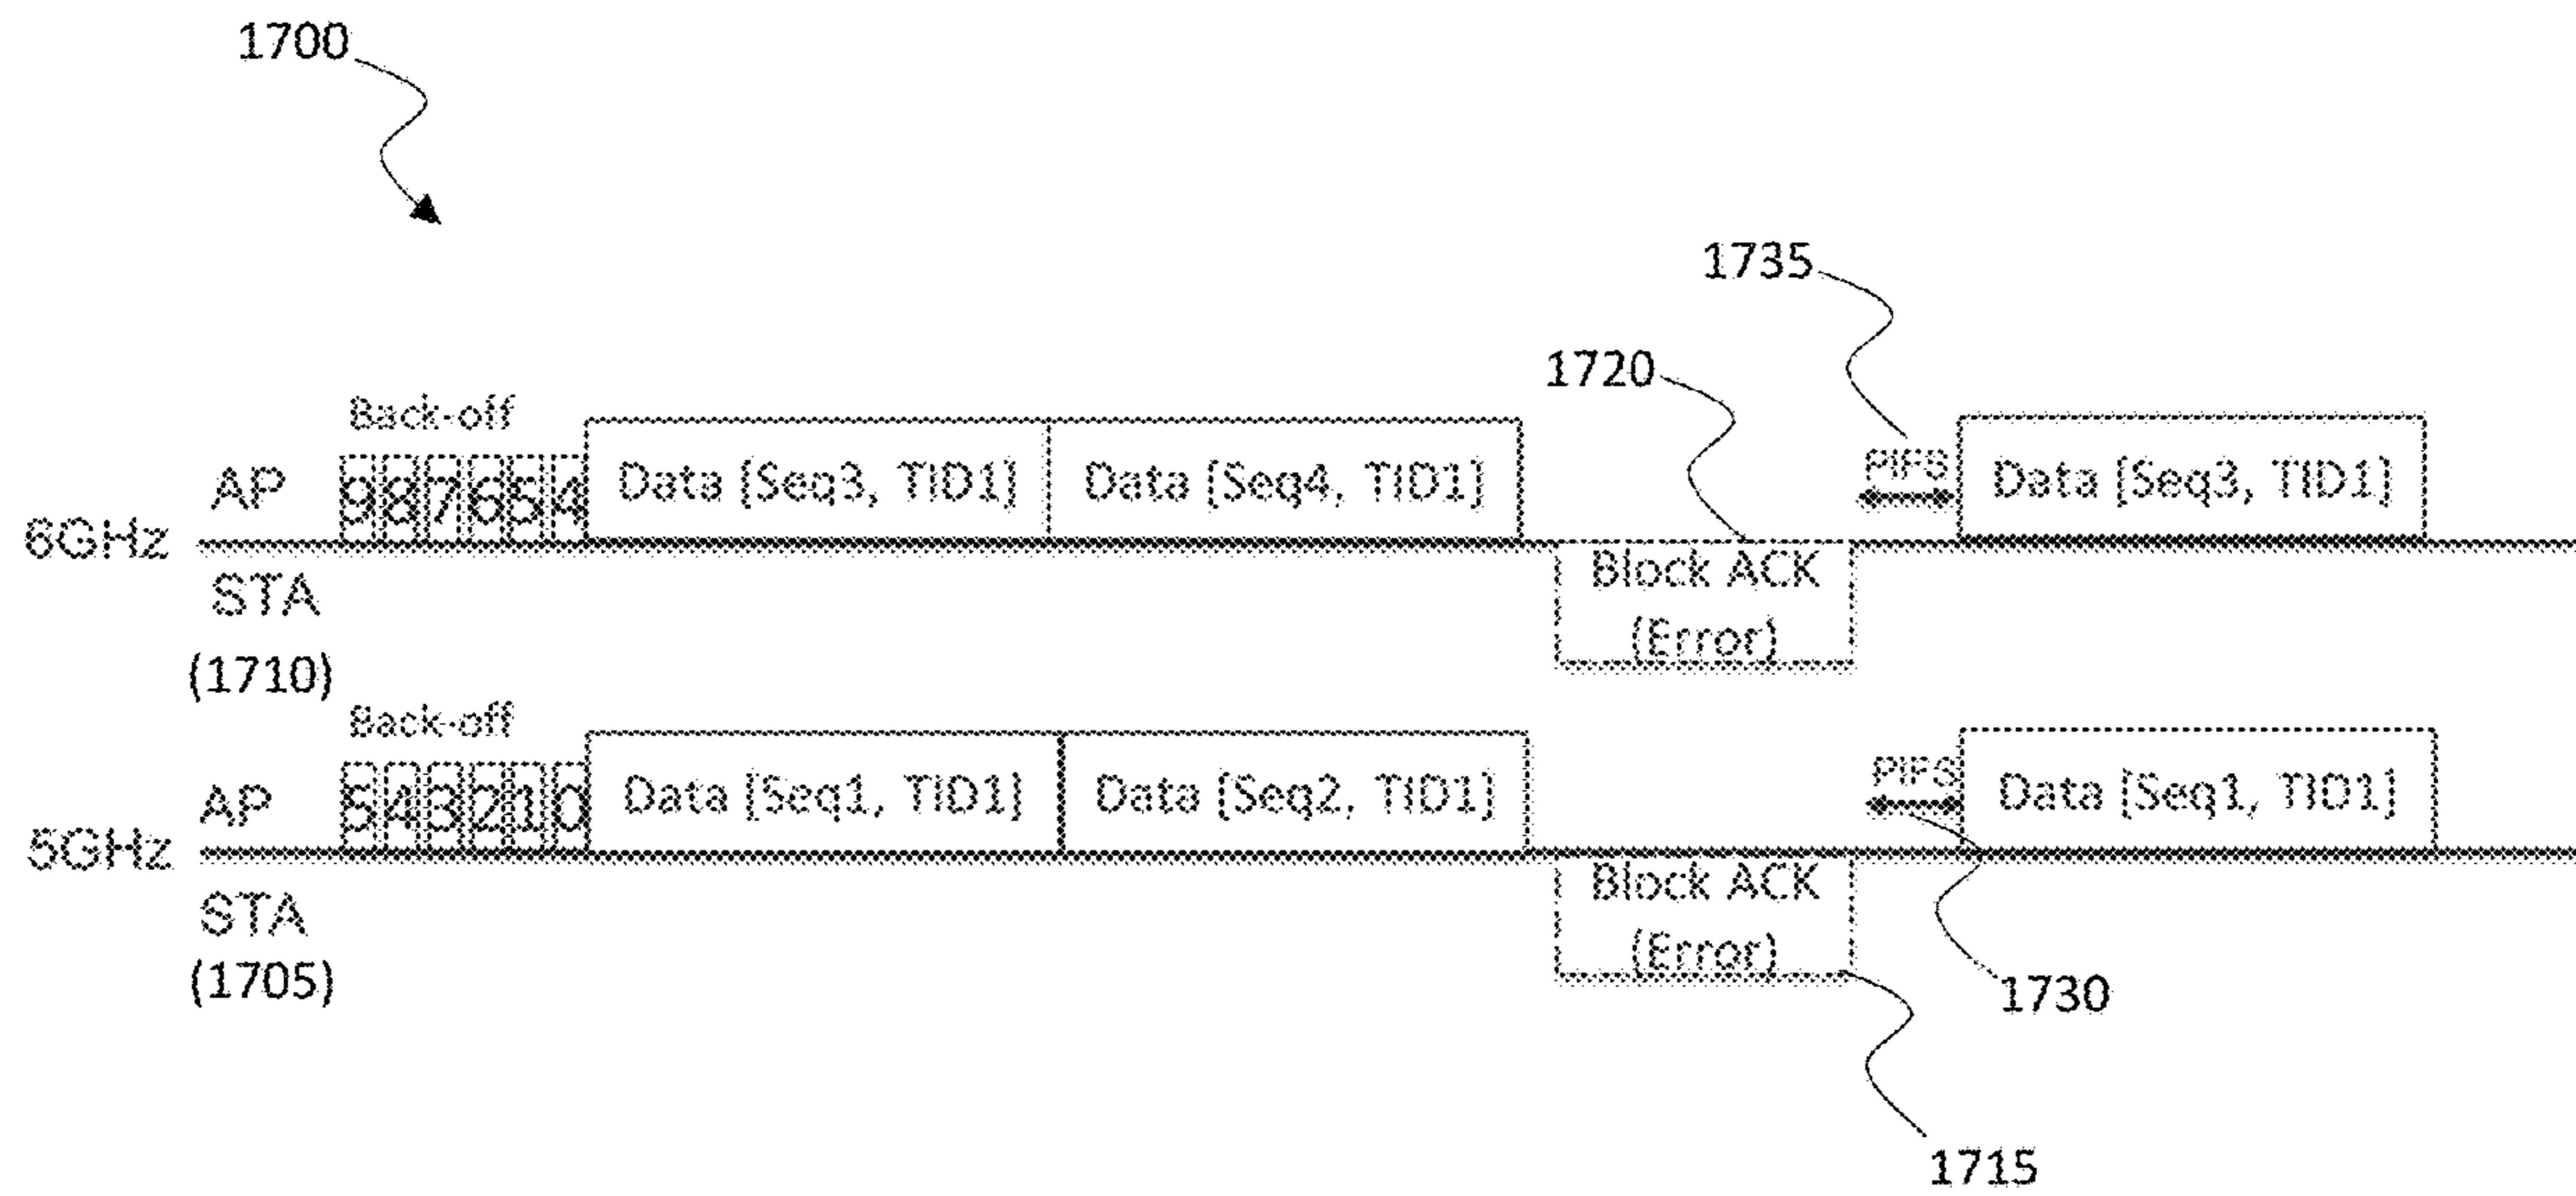 1700
1735
1720
Back-off
AP 9 8 7 6 5 4 Data [Seq3, TID1] Data [Seq4, TID1] PIFS Data [Seq3, TID1]
6GHz
STA Block ACK
(Error)
(1710)
Back-off
AP 5 4 3 2 1 0 Data [Seq1, TID1] Data [Seq2, TID1] PIFS Data [Seq1, TID1]
5GHz
STA Block ACK
(Error)
(1705)
1730
1715